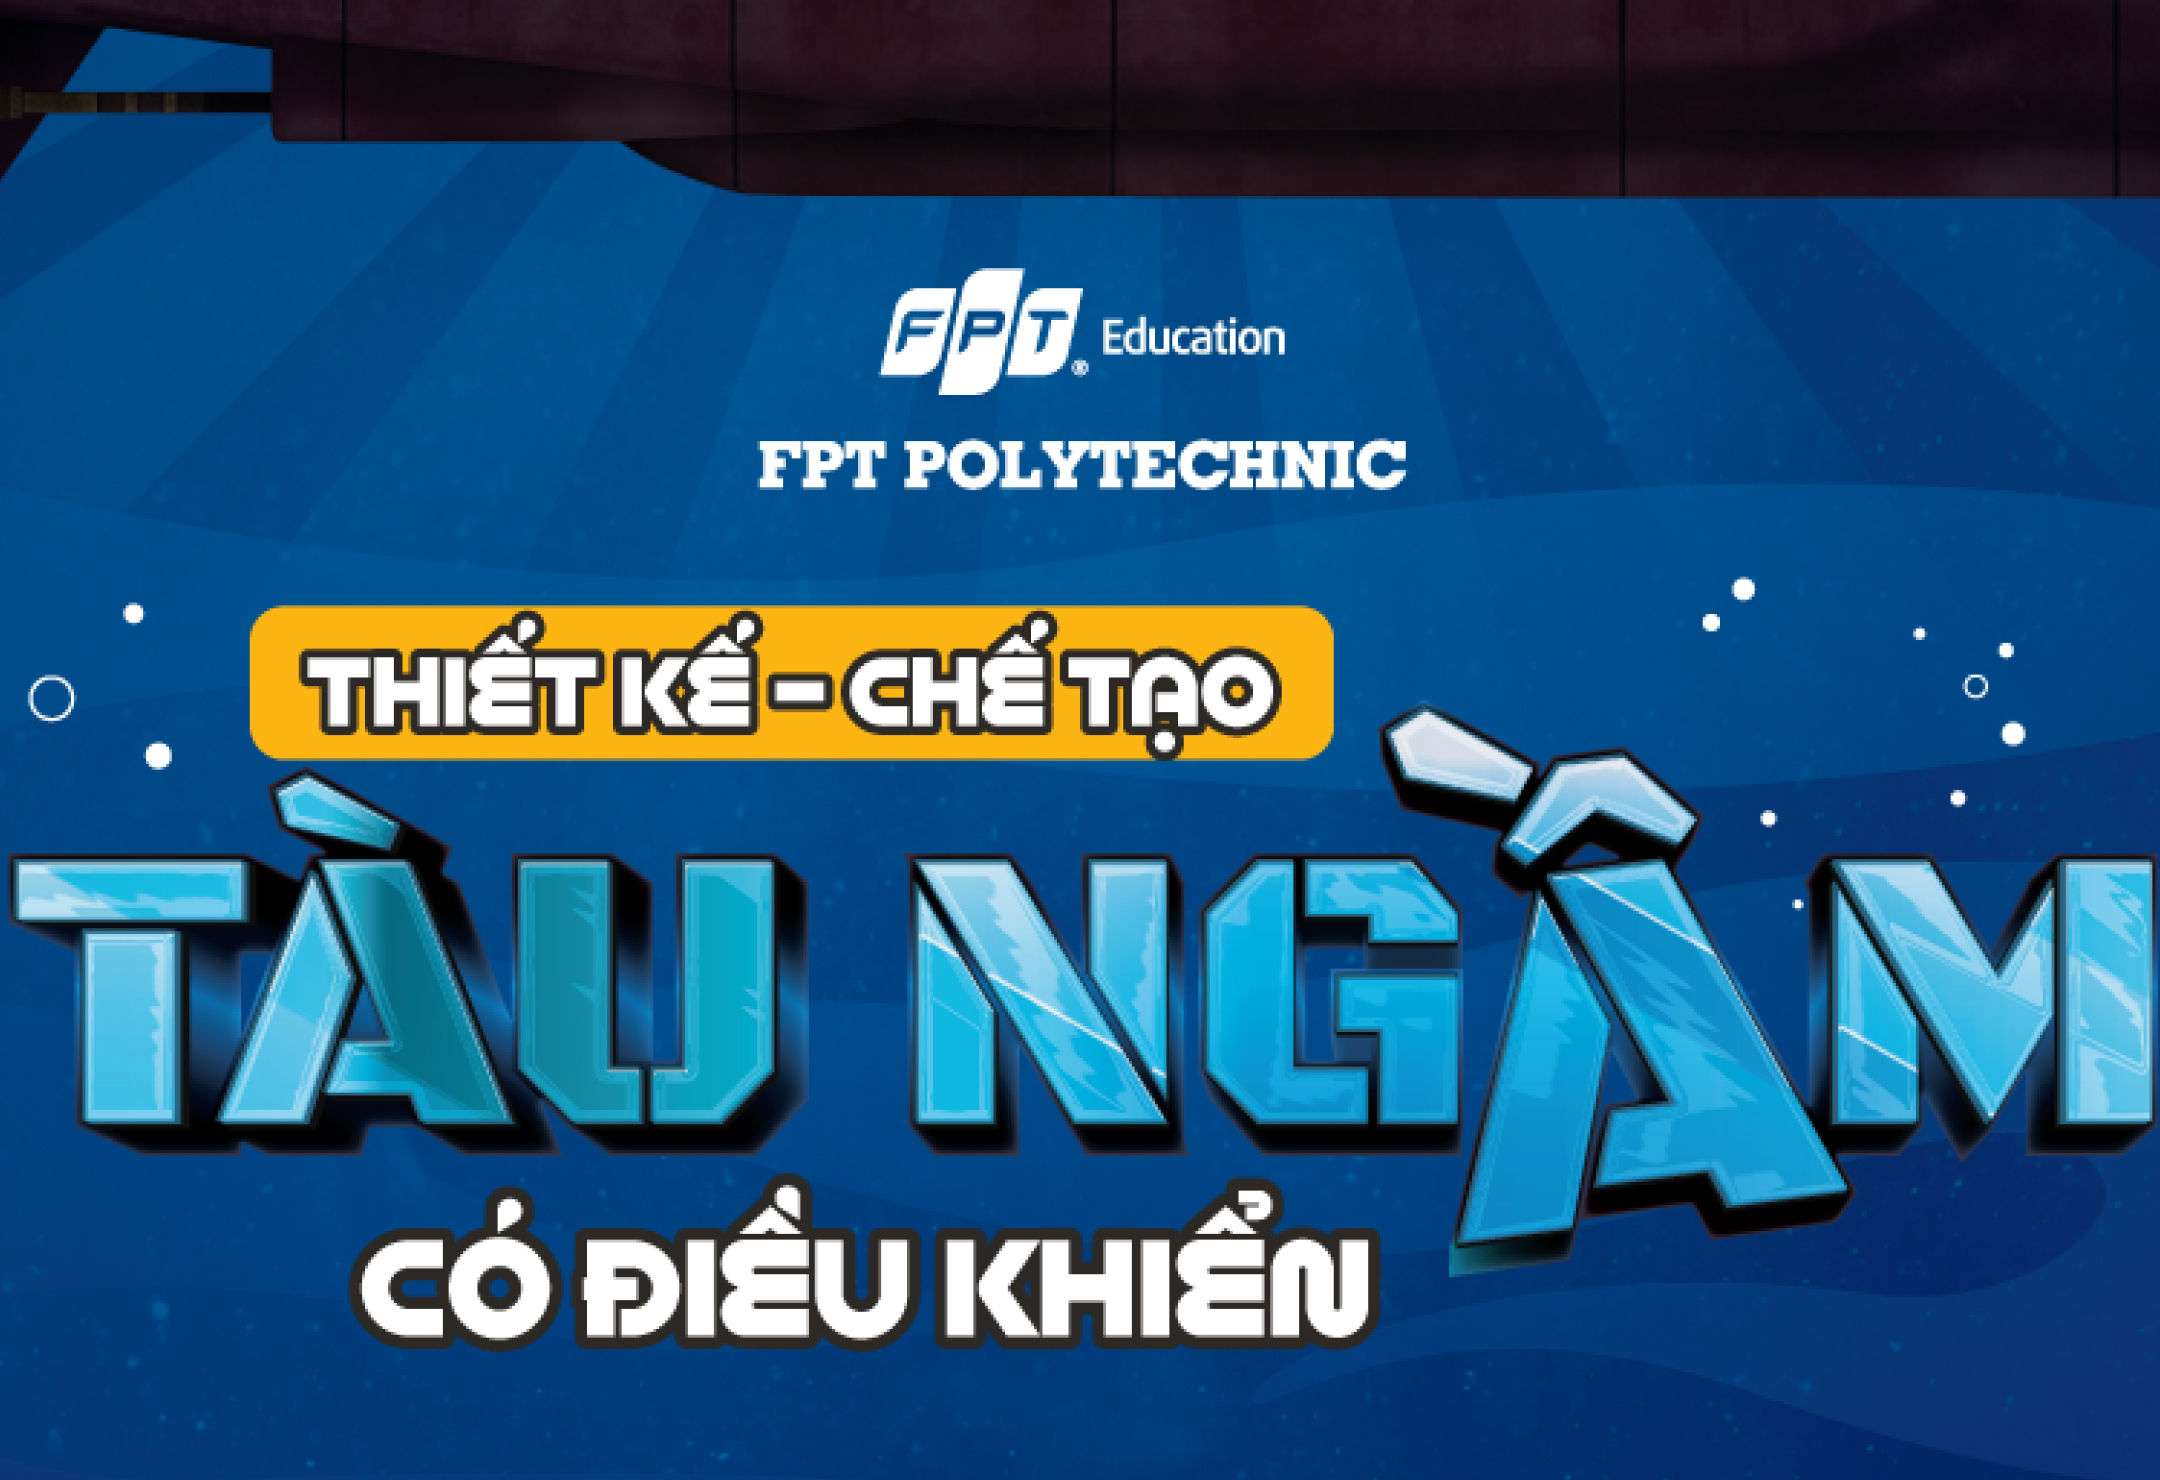 FPT® Education
FPT POLYTECHNIC
THIẾT KẾ – CHẾ TẠO
TÀU NGẦM
CÓ ĐIỀU KHIỂN